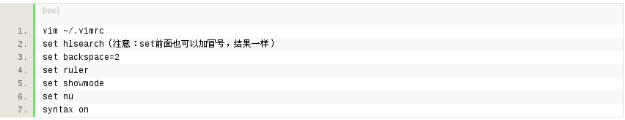 [cpp]
1. vim ~/.vimrc
2. set hlsearch（注意：set前面也可以加冒号，结果一样）
3. set backspace=2
4. set ruler
5. set showmode
6. set nu
7. syntax on